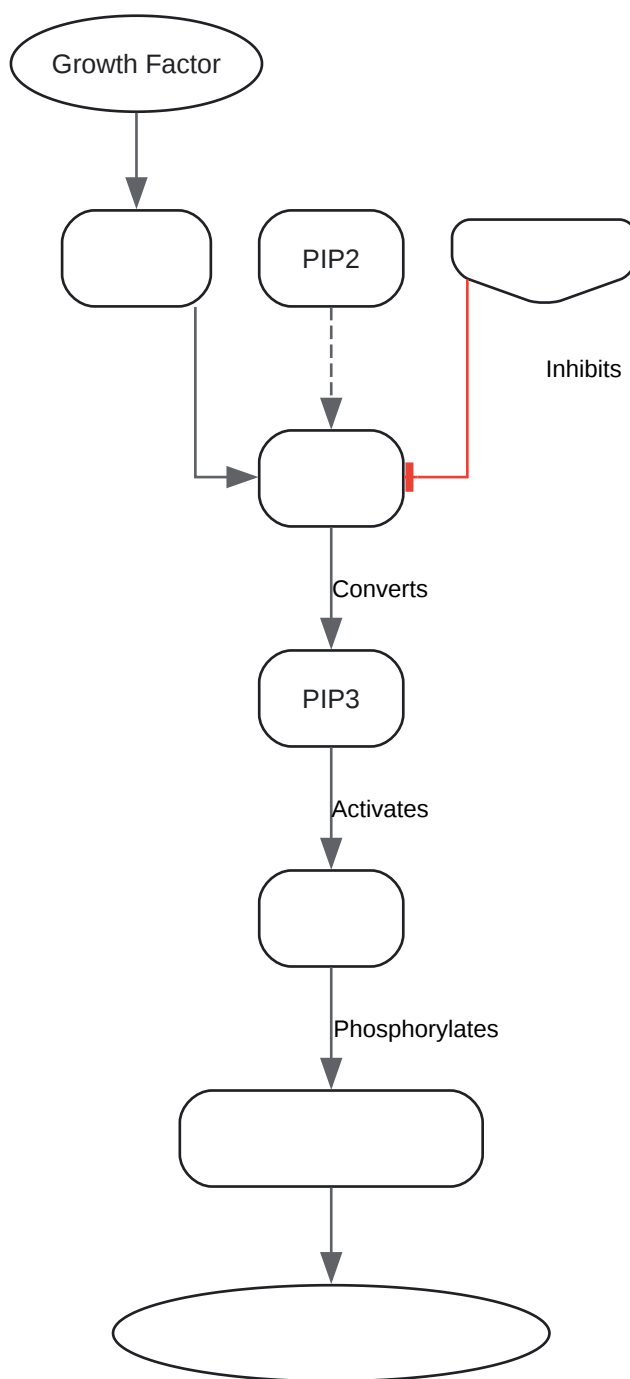 Growth Factor
PIP2
Inhibits
Converts
PIP3
Activates
Phosphorylates